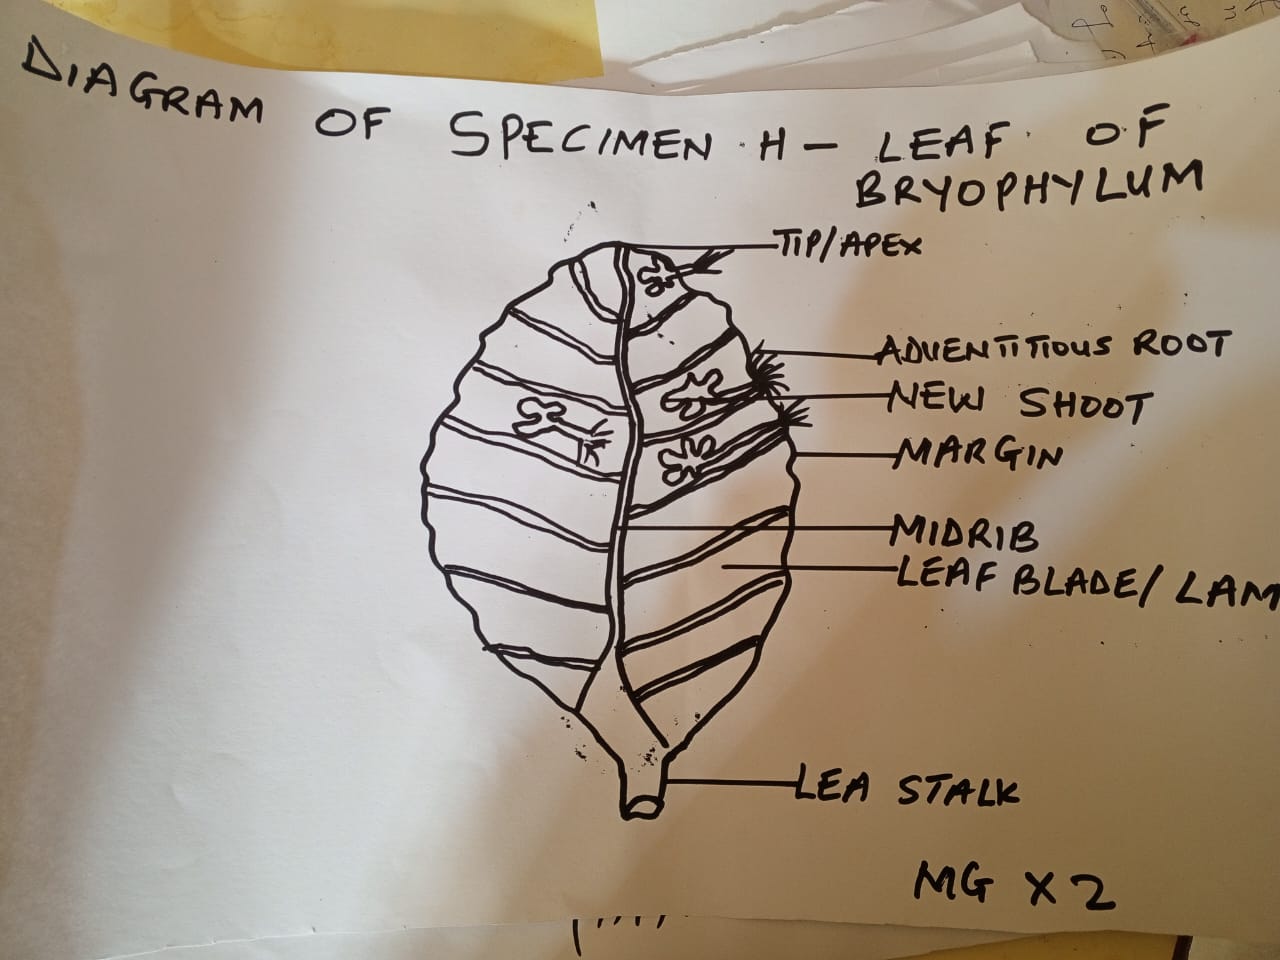 DIAGRAM OF SPECIMEN H - LEAF OF
BRYOPHYLUM
TIP/APEX
ADVENTITIOUS ROOT
NEW SHOOT
MARGIN
MIDRIB
LEAF BLADE/ LAM
LEA STALK
MG X 2